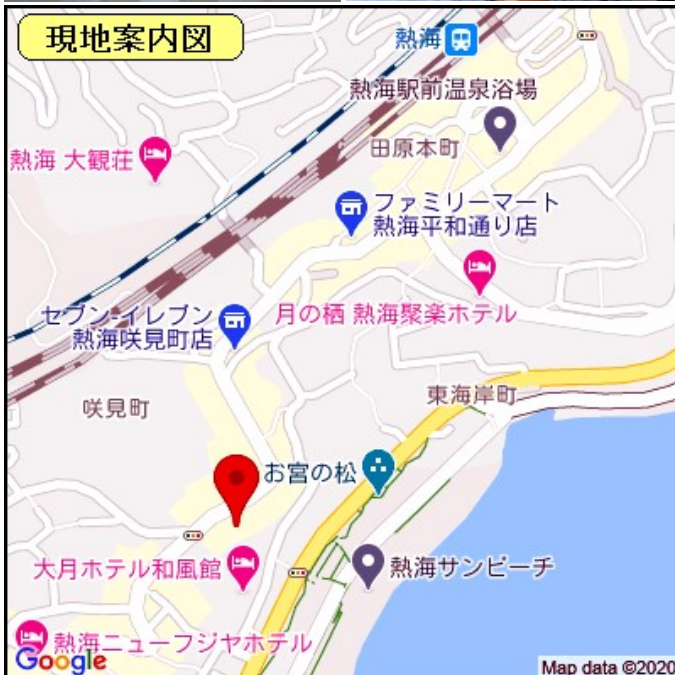 現地案内図
熱海
熱海駅前温泉浴場
田原本町
熱海 大観荘
ファミリーマート
熱海平和通り店
月の栖 熱海聚楽ホテル
セブン-イレブン
熱海咲見町店
東海岸町
咲見町
お宮の松
大月ホテル和風館
熱海サンビーチ
熱海ニューフジヤホテル
Google
Map data ©2020